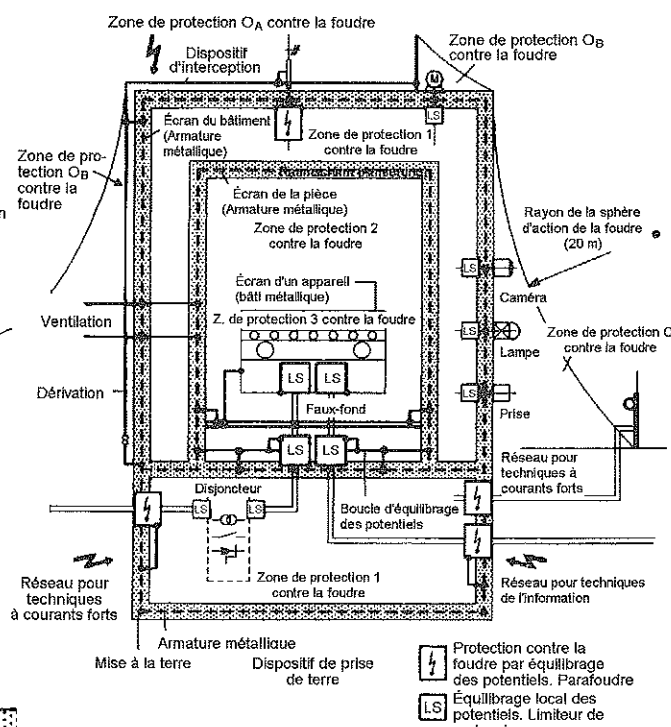 Zone de protection OA contre la foudre
Dispositif
d'interception
Zone de protection OB
contre la foudre
M
LS
Écran du bâtiment
(Armature
métallique)
Zone de protection 1
contre la foudre
Zone de pro-
tection OB
contre la
foudre
Écran de la pièce
(Armature métallique)
Zone de protection 2
contre la foudre
Rayon de la sphère
d'action de la foudre
(20 m)
Écran d'un appareil
(bâti métallique)
LS
Caméra
Z. de protection 3 contre la foudre
Ventilation
LS
Lampe
Zone de protection O
contre la foudre
LS LS
Dérivation
LS
Prise
Faux-fond
LS LS
Réseau pour
techniques à
courants forts
Disjoncteur
LS LS
Boucle d'équilibrage
des potentiels
Zone de protection 1
contre la foudre
Réseau pour
techniques
à courants forts
Réseau pour techniques
de l'information
Armature métallique
Mise à la terre
Dispositif de prise
de terre
Protection contre la
foudre par équilibrage
des potentiels. Parafoudre
LS
Équilibrage local des
potentiels. Limiteur de